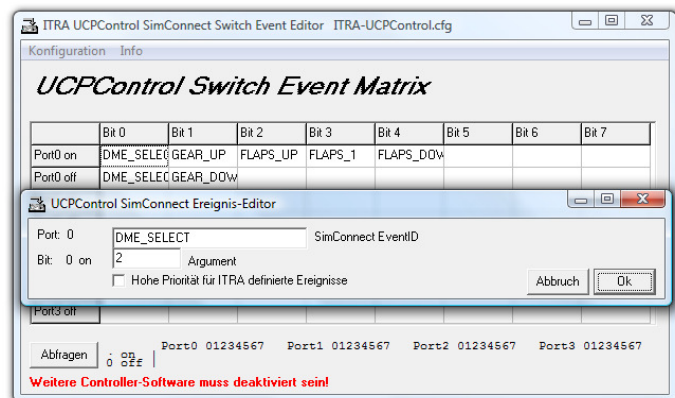 ITRA UCPControl SimConnect Switch Event Editor ITRA-UCPControl.cfg
Konfiguration Info
UCPControl Switch Event Matrix
Bit 0 Bit 1 Bit 2 Bit 3 Bit 4 Bit 5 Bit 6 Bit 7
Port0 on DME_SELEC GEAR_UP FLAPS_UP FLAPS_1 FLAPS_DOW
Port0 off DME_SELEC GEAR_DOW
UCPControl SimConnect Ereignis-Editor
Port: 0 DME_SELECT SimConnect EventID
Bit: 0 on 2 Argument
Hohe Priorität für ITRA definierte Ereignisse Abbruch Ok
Port3 off
Abfragen : on Port0 01234567 Port1 01234567 Port2 01234567 Port3 01234567
0 off
Weitere Controller-Software muss deaktiviert sein!